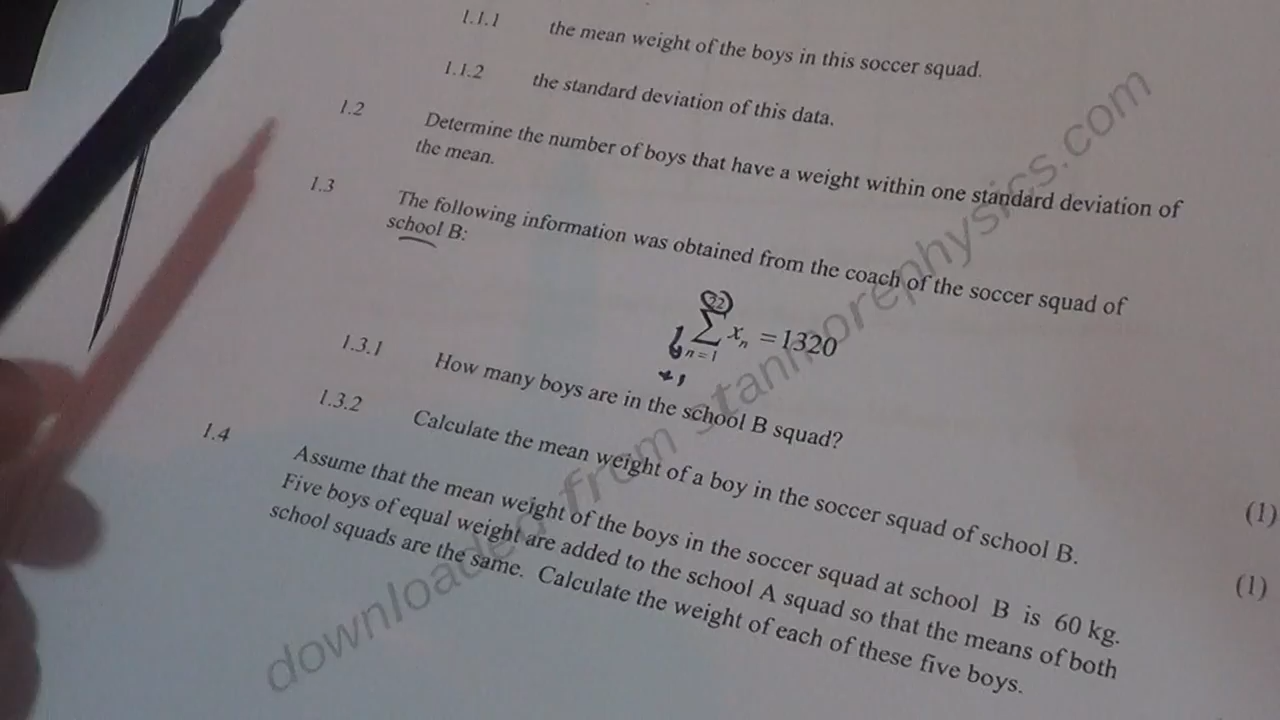 1.1.1 the mean weight of the boys in this soccer squad.
1.1.2 the standard deviation of this data.
1.2 Determine the number of boys that have a weight within one standard deviation of
the mean.
1.3 The following information was obtained from the coach of the soccer squad of
school B:
22
∑ xₙ = 1320
n = 1
1.3.1 How many boys are in the school B squad?
(1)
1.3.2 Calculate the mean weight of a boy in the soccer squad of school B.
(1)
1.4 Assume that the mean weight of the boys in the soccer squad at school B is 60 kg.
Five boys of equal weight are added to the school A squad so that the means of both
school squads are the same. Calculate the weight of each of these five boys.
downloaded from stanmorephysics.com